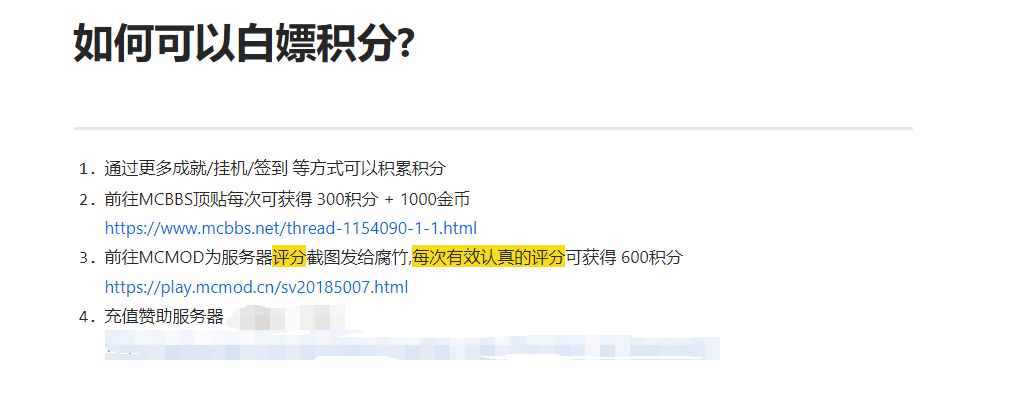 如何可以白嫖积分?
1. 通过更多成就/挂机/签到 等方式可以积累积分
2. 前往MCBBS顶贴每次可获得 300积分 + 1000金币
https://www.mcbbs.net/thread-1154090-1-1.html
3. 前往MCMOD为服务器评分截图发给腐竹,每次有效认真的评分可获得 600积分
https://play.mcmod.cn/sv20185007.html
4. 充值赞助服务器